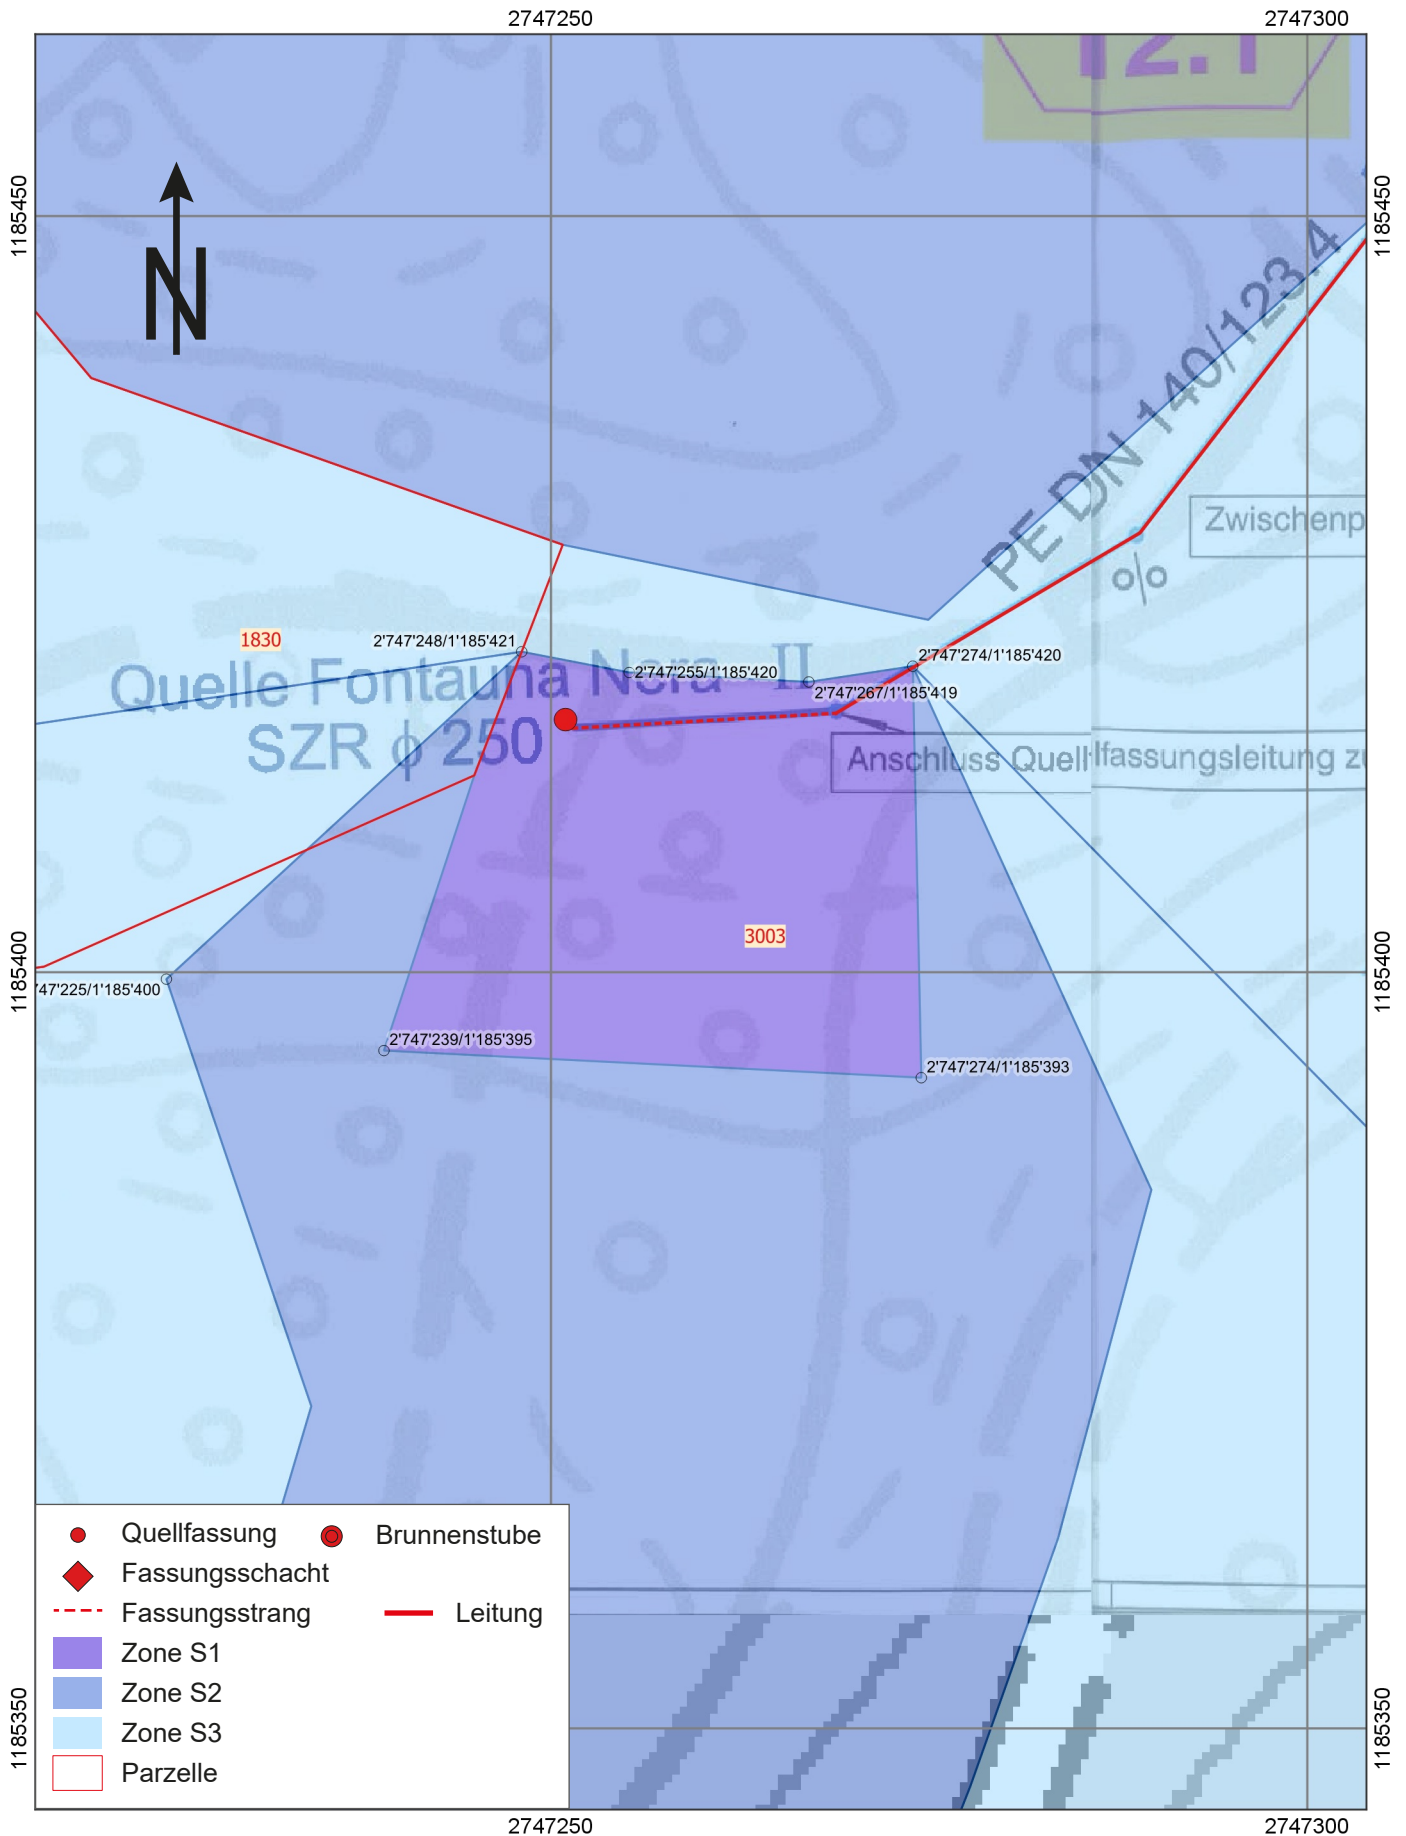 2747250
2747300
12.1
1185450
1185450
N
PE DN 140/123.4
Zwischenp
%
1830
2'747'248/1'185'421
2'747'274/1'185'420
Quelle Fontauna Nera II
2'747'255/1'185'420
2'747'267/1'185'419
SZR ϕ 250
Anschluss Quellfassungsleitung zu
3003
1185400
1185400
'47'225/1'185'400
2'747'239/1'185'395
2'747'274/1'185'393
Quellfassung
Brunnenstube
Fassungsschacht
Fassungsstrang
Leitung
Zone S1
Zone S2
Zone S3
Parzelle
1185350
1185350
2747250
2747300